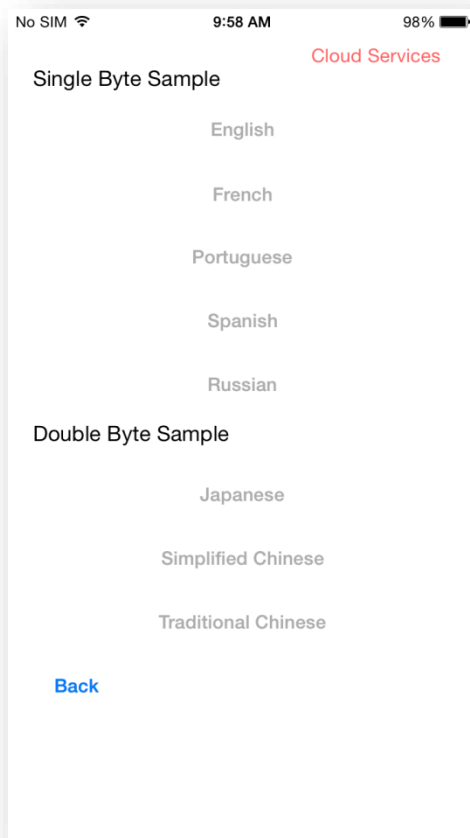 No SIM 9:58 AM 98%
Cloud Services
Single Byte Sample
English
French
Portuguese
Spanish
Russian
Double Byte Sample
Japanese
Simplified Chinese
Traditional Chinese
Back